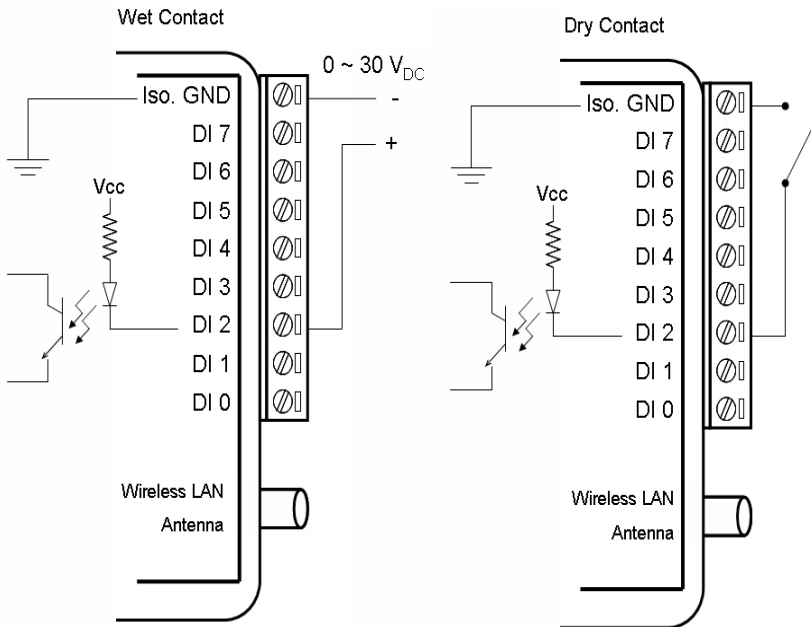 Wet Contact
0 ~ 30 VDC
Iso. GND
-
DI 7
+
DI 6
Vcc
DI 5
DI 4
DI 3
DI 2
DI 1
DI 0
Wireless LAN
Antenna
Dry Contact
Iso. GND
DI 7
DI 6
Vcc
DI 5
DI 4
DI 3
DI 2
DI 1
DI 0
Wireless LAN
Antenna